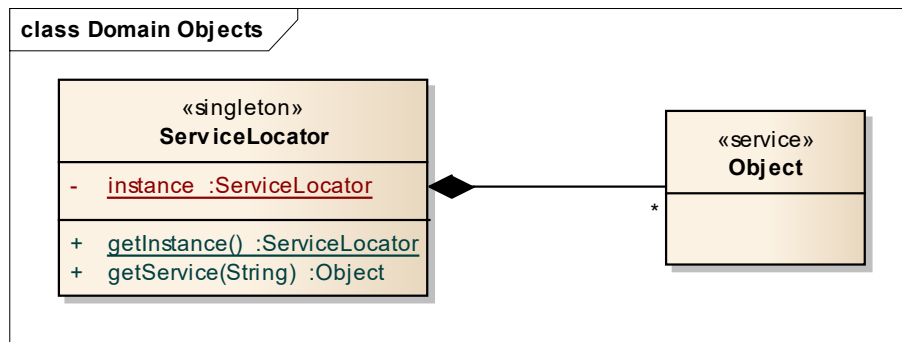 class Domain Objects
«singleton»
ServiceLocator
- instance :ServiceLocator
+ getInstance() :ServiceLocator
+ getService(String) :Object
«service»
Object
*